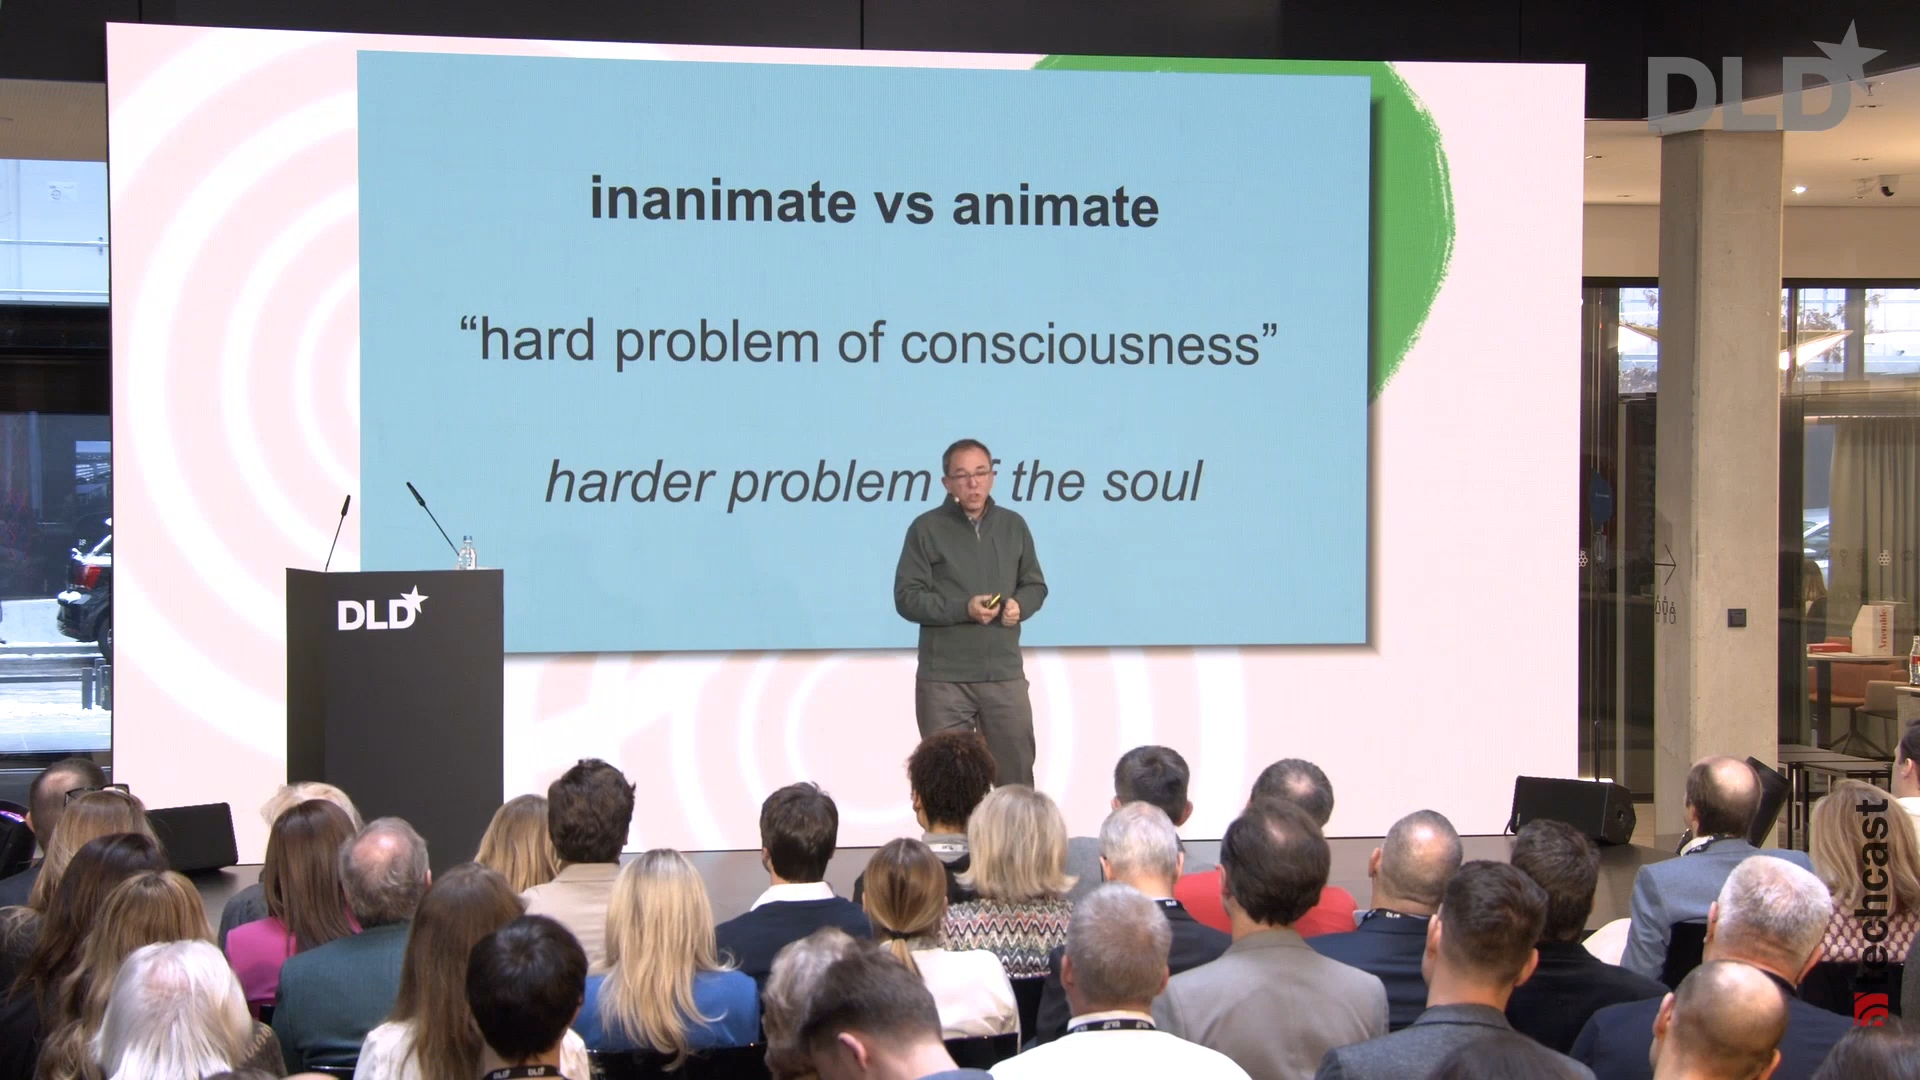 DLD
inanimate vs animate
“hard problem of consciousness”
harder problem of the soul
DLD
techcast